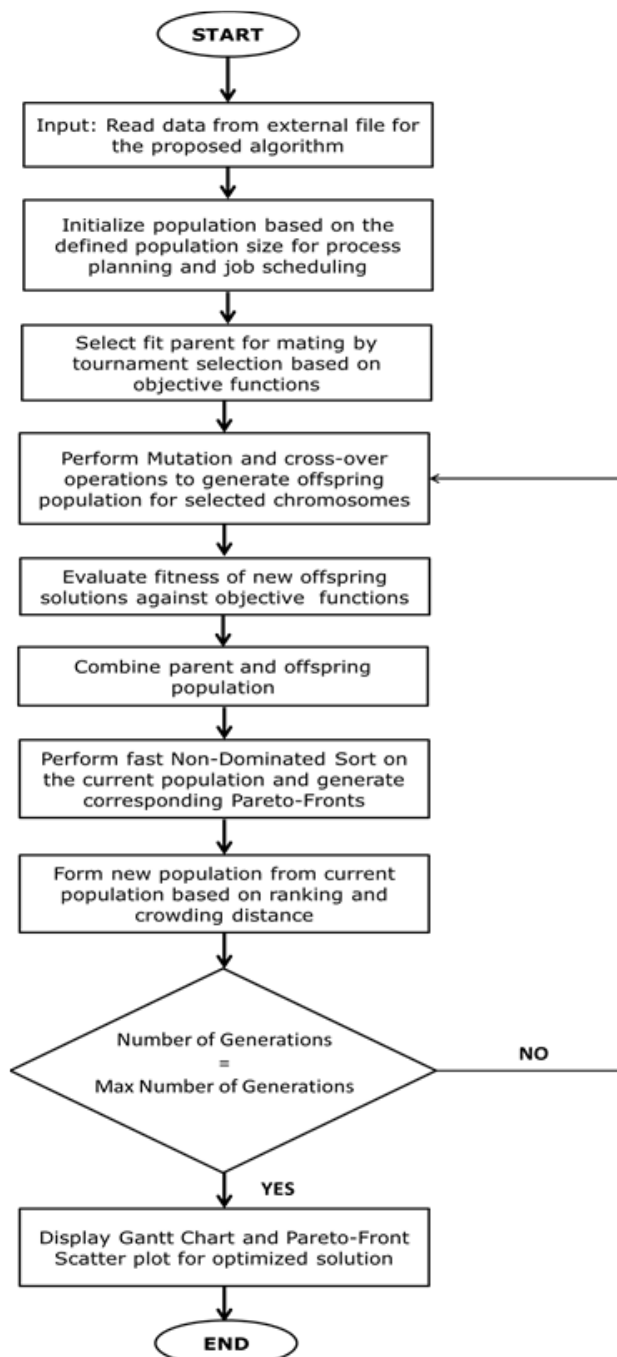 START
Input: Read data from external file for
the proposed algorithm
Initialize population based on the
defined population size for process
planning and job scheduling
Select fit parent for mating by
tournament selection based on
objective functions
Perform Mutation and cross-over
operations to generate offspring
population for selected chromosomes
Evaluate fitness of new offspring
solutions against objective functions
Combine parent and offspring
population
Perform fast Non-Dominated Sort on
the current population and generate
corresponding Pareto-Fronts
Form new population from current
population based on ranking and
crowding distance
Number of Generations
=
Max Number of Generations
NO
YES
Display Gantt Chart and Pareto-Front
Scatter plot for optimized solution
END